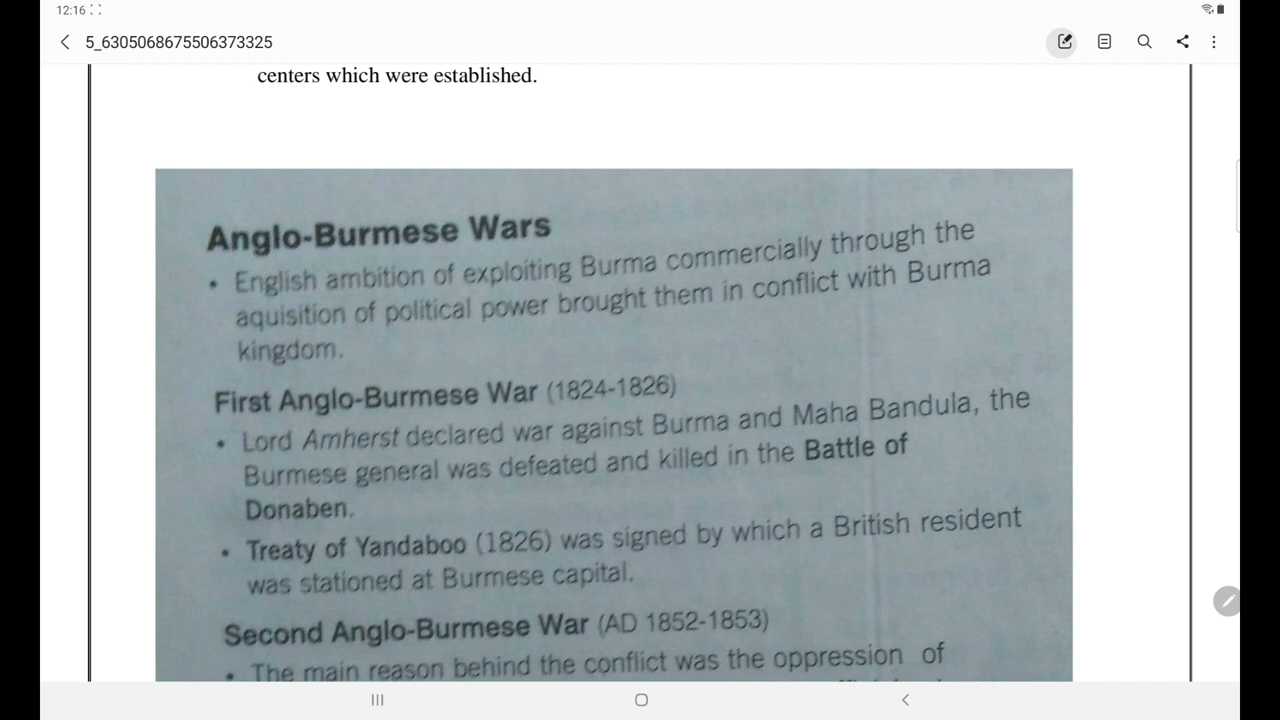 12:16
5_6305068675506373325
centers which were established.
Anglo-Burmese Wars
• English ambition of exploiting Burma commercially through the
aquisition of political power brought them in conflict with Burma
kingdom.
First Anglo-Burmese War (1824-1826)
• Lord Amherst declared war against Burma and Maha Bandula, the
Burmese general was defeated and killed in the Battle of
Donaben.
• Treaty of Yandaboo (1826) was signed by which a British resident
was stationed at Burmese capital.
Second Anglo-Burmese War (AD 1852-1853)
• The main reason behind the conflict was the oppression of